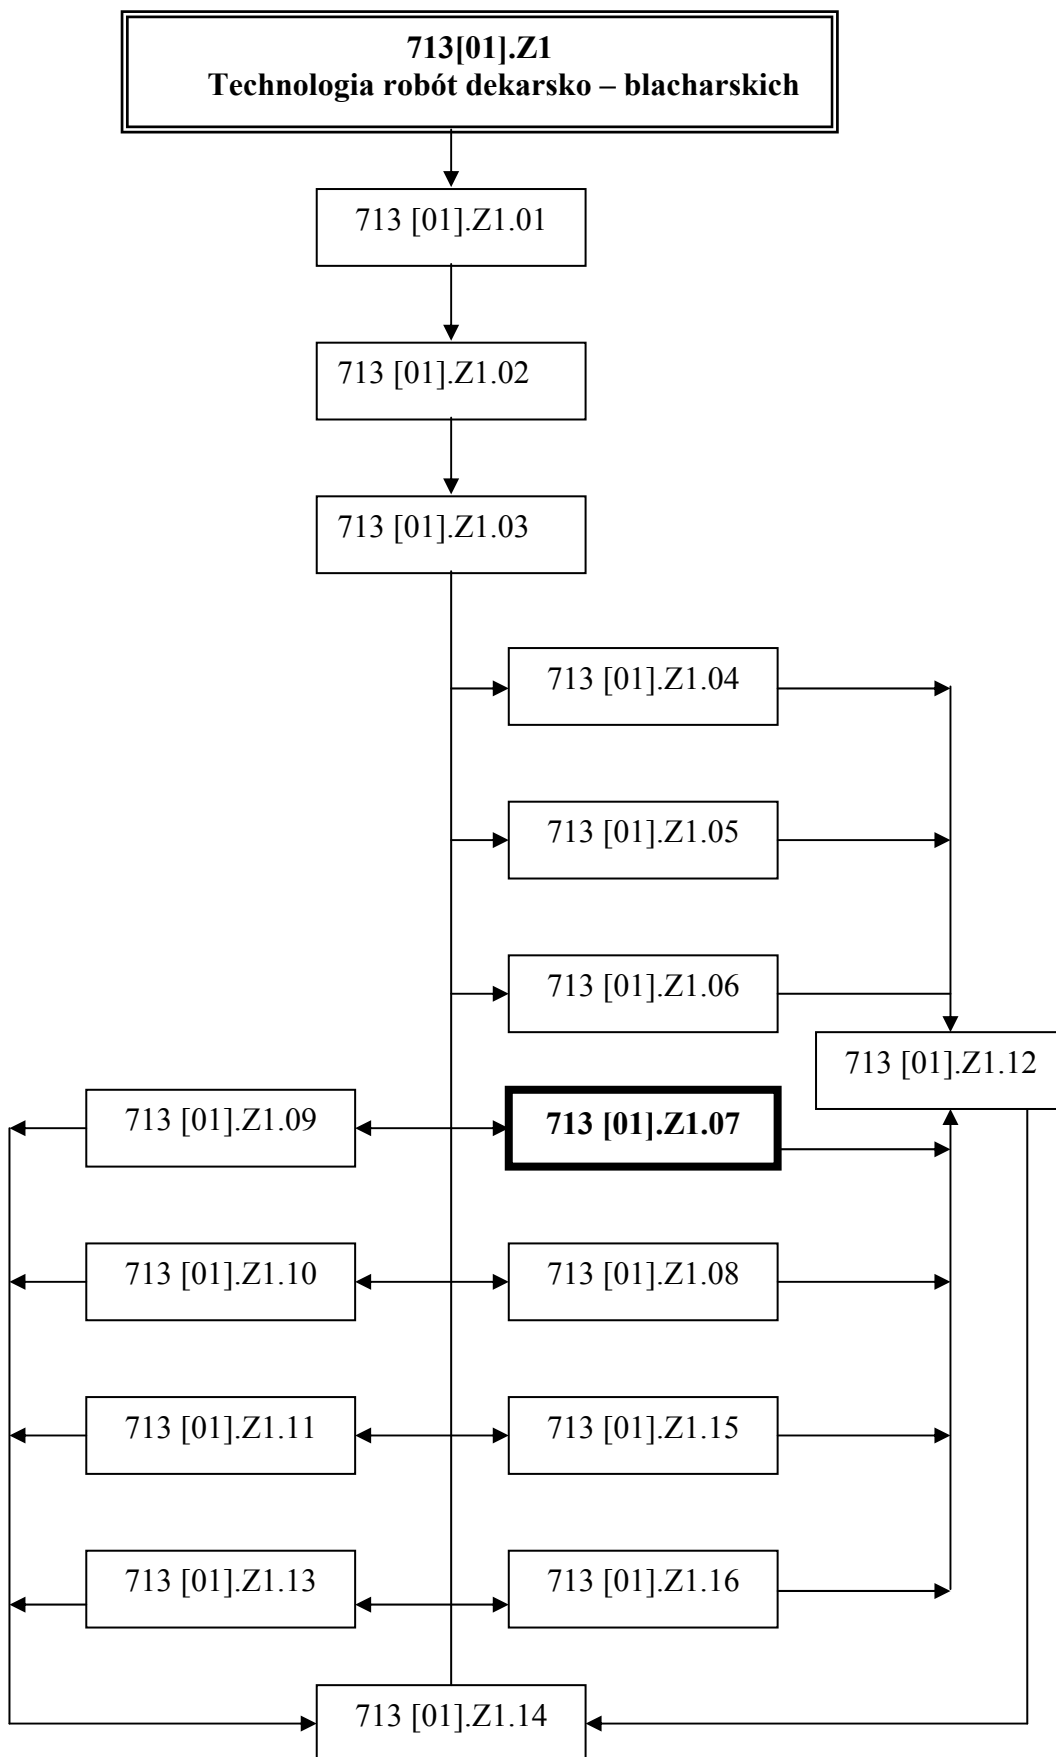 713[01].Z1
Technologia robót dekarsko – blacharskich
713 [01].Z1.01
713 [01].Z1.02
713 [01].Z1.03
713 [01].Z1.04
713 [01].Z1.05
713 [01].Z1.06
713 [01].Z1.12
713 [01].Z1.09
713 [01].Z1.07
713 [01].Z1.10
713 [01].Z1.08
713 [01].Z1.11
713 [01].Z1.15
713 [01].Z1.13
713 [01].Z1.16
713 [01].Z1.14